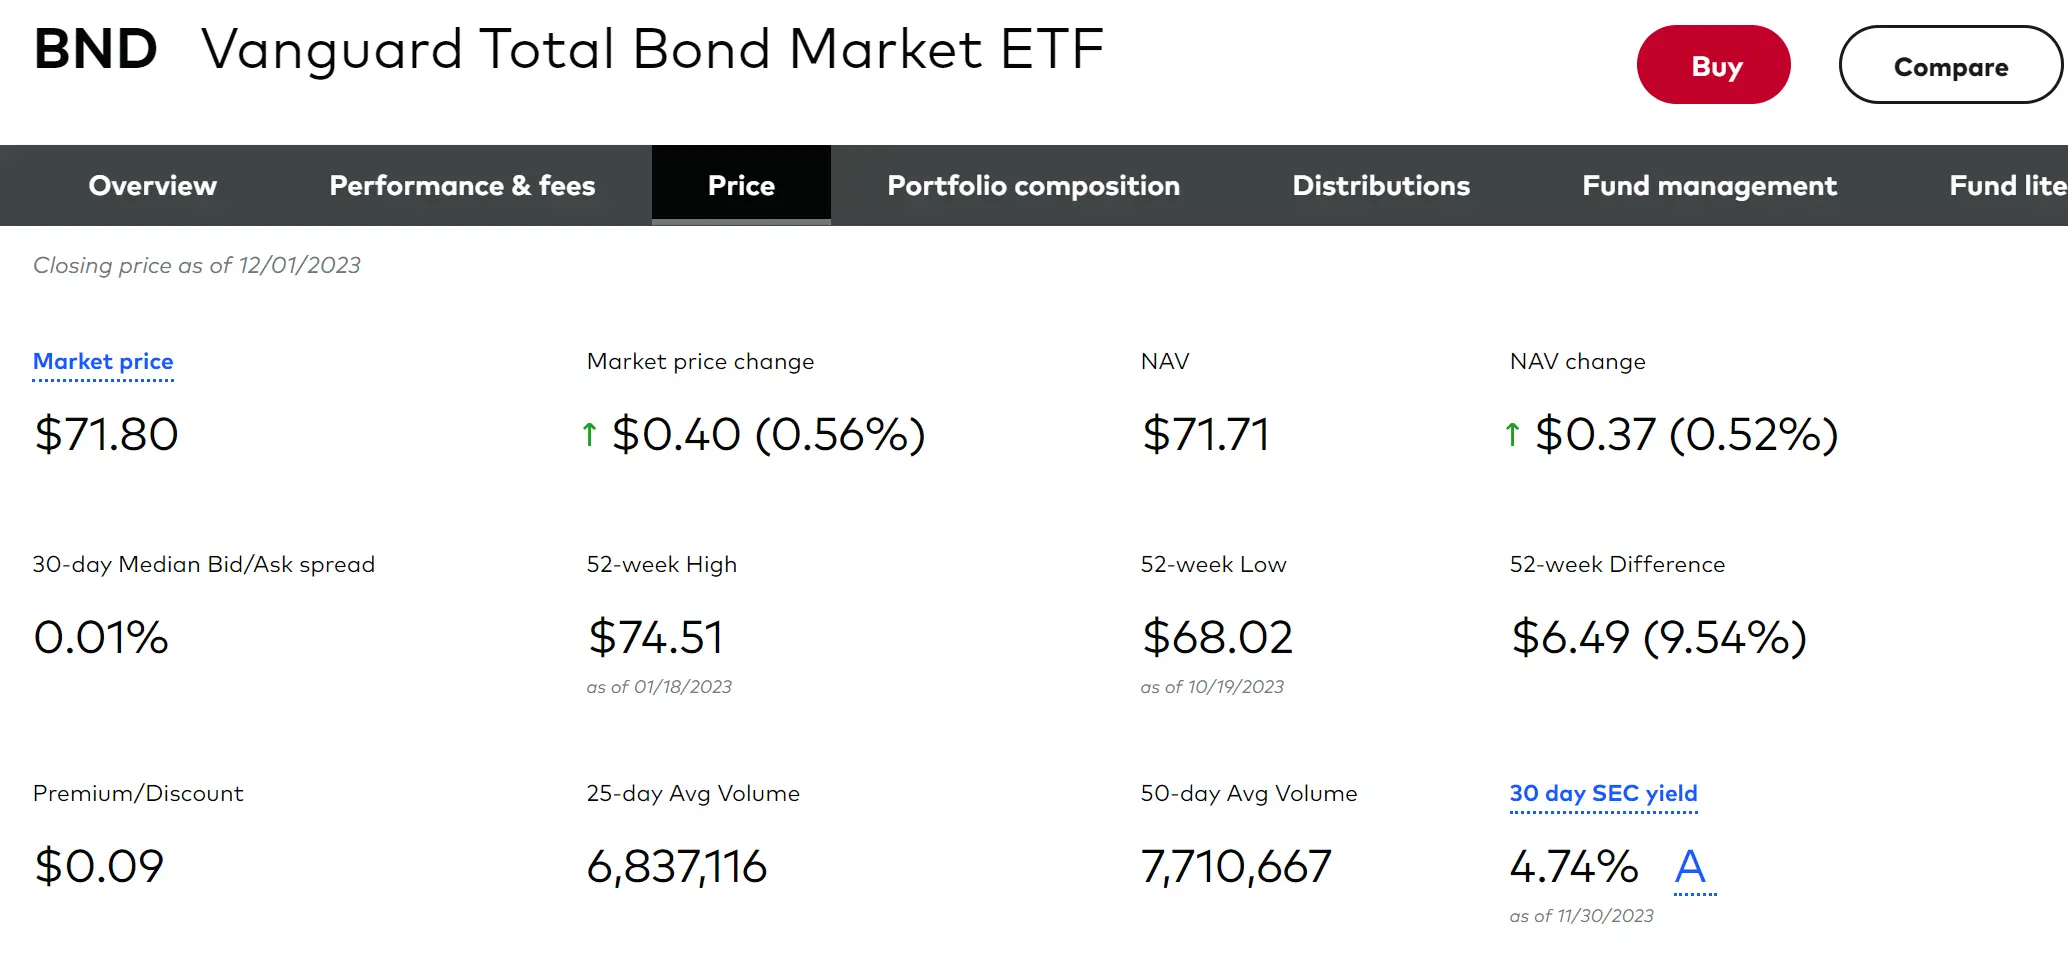 BND Vanguard Total Bond Market ETF
Buy
Compare
Overview Performance & fees Price Portfolio composition Distributions Fund management Fund lite
Closing price as of 12/01/2023
Market price Market price change NAV NAV change
$71.80 ↑ $0.40 (0.56%) $71.71 ↑ $0.37 (0.52%)
30-day Median Bid/Ask spread 52-week High 52-week Low 52-week Difference
0.01% $74.51 $68.02 $6.49 (9.54%)
as of 01/18/2023 as of 10/19/2023
Premium/Discount 25-day Avg Volume 50-day Avg Volume 30 day SEC yield
$0.09 6,837,116 7,710,667 4.74% A
as of 11/30/2023